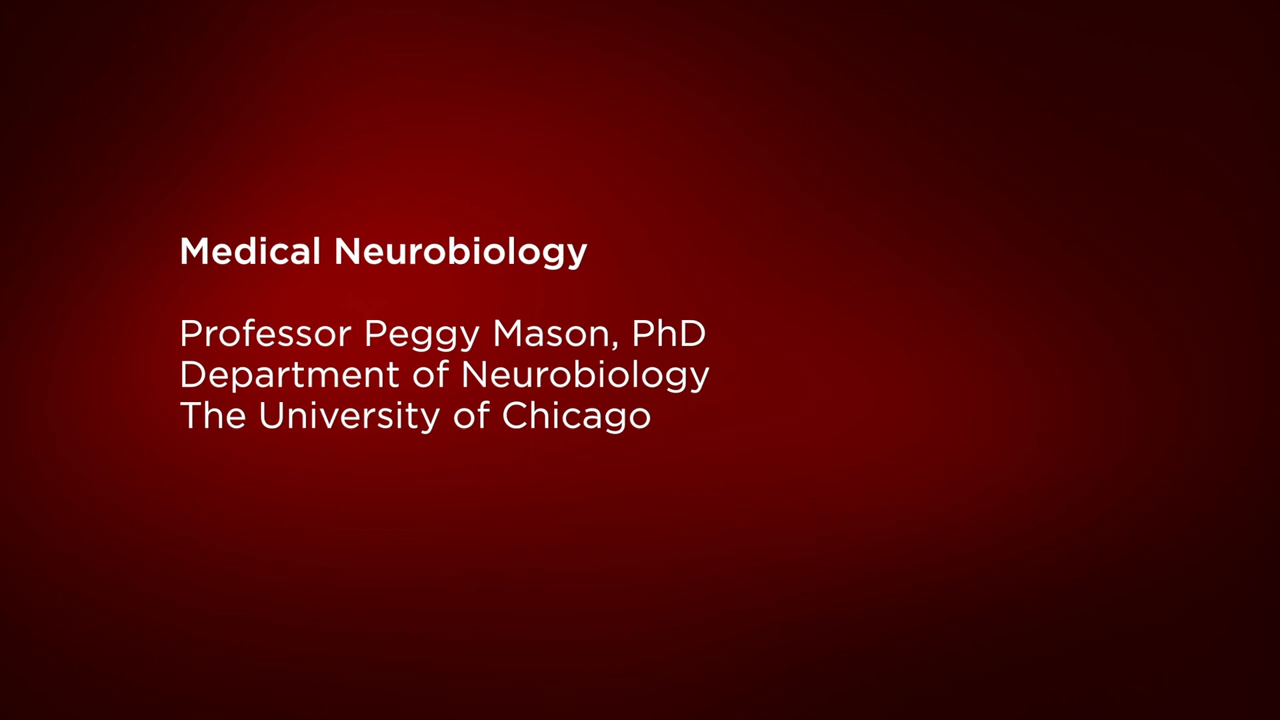 Medical Neurobiology
Professor Peggy Mason, PhD
Department of Neurobiology
The University of Chicago